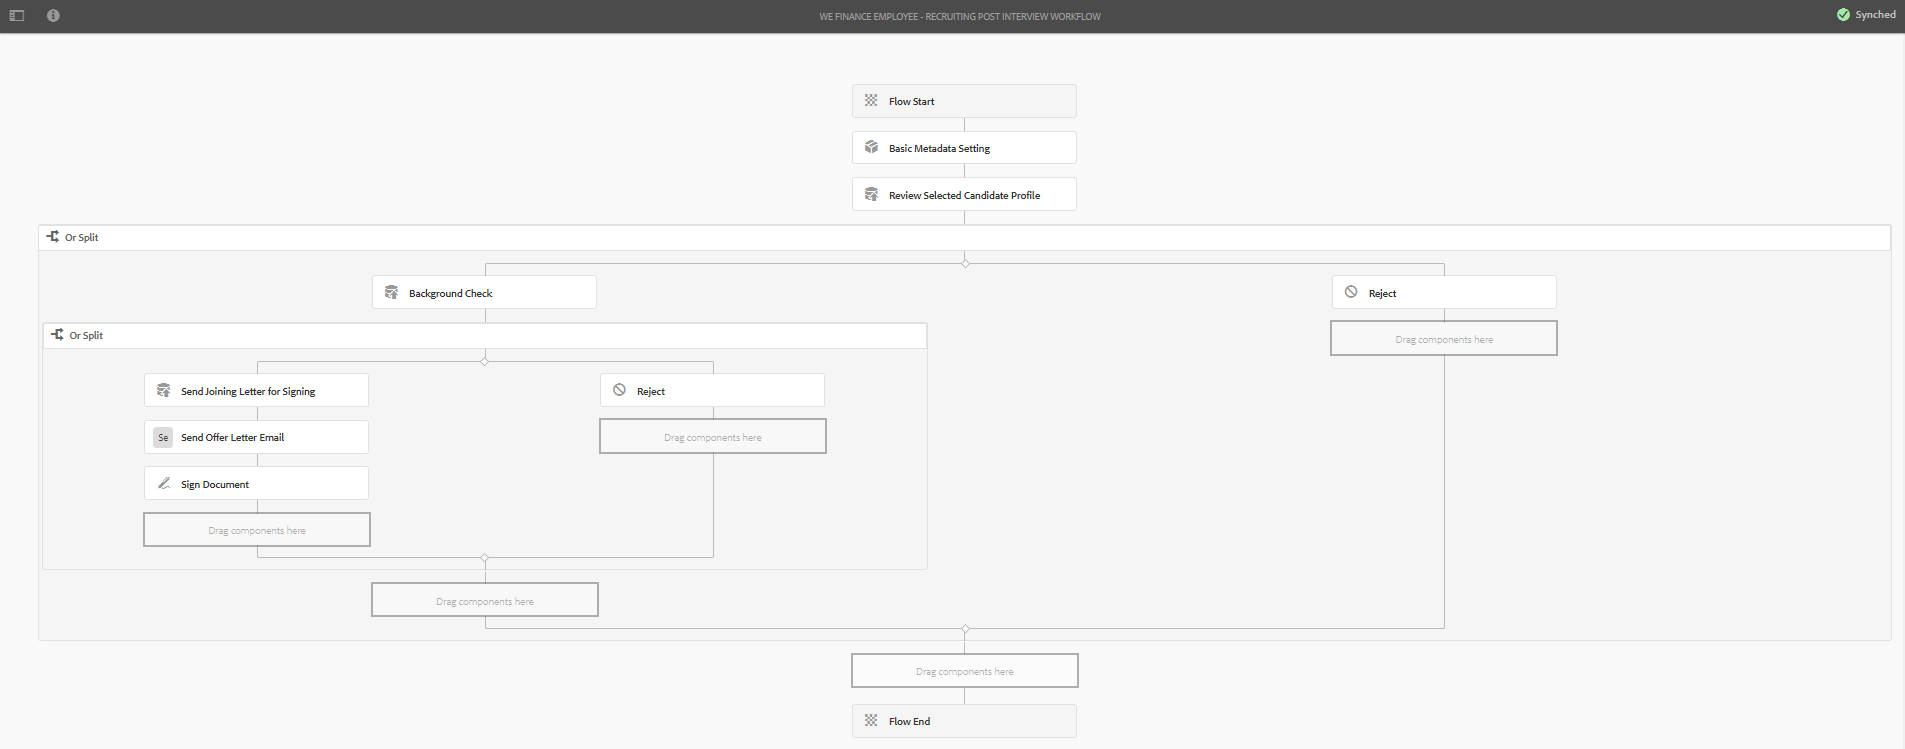 WE FINANCE EMPLOYEE - RECRUITING POST INTERVIEW WORKFLOW
Synched
Flow Start
Basic Metadata Setting
Review Selected Candidate Profile
Or Split
Background Check
Reject
Drag components here
Or Split
Send Joining Letter for Signing
Reject
Se Send Offer Letter Email
Drag components here
Sign Document
Drag components here
Drag components here
Drag components here
Flow End